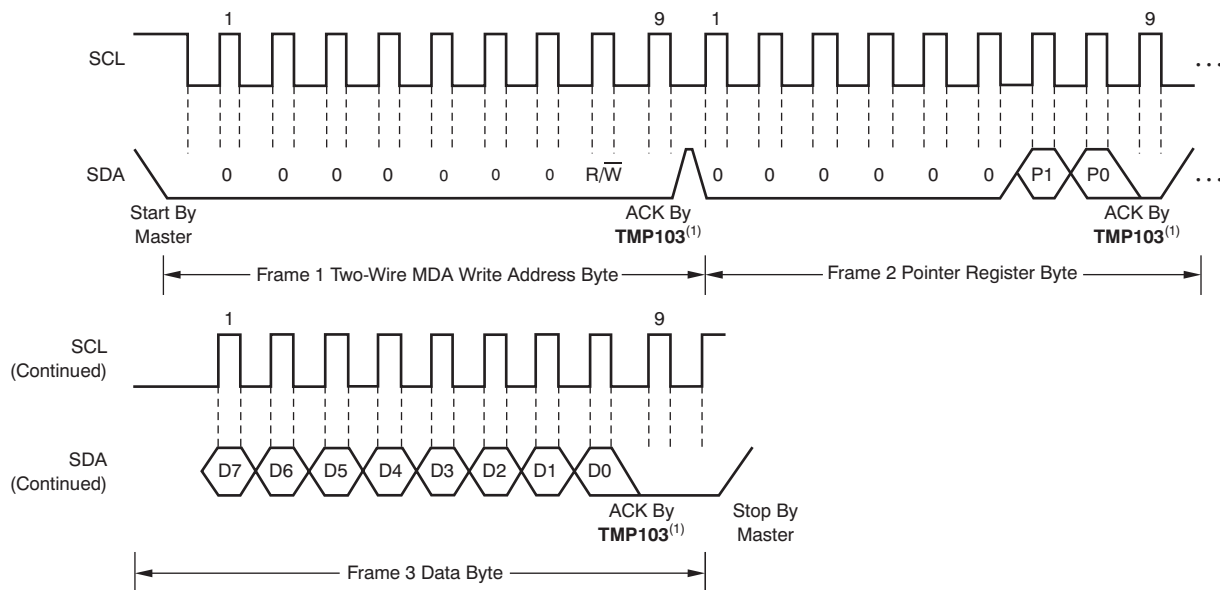 1 9 1 9
SCL
...
SDA
0 0 0 0 0 0 0 R/W̅ 0 0 0 0 0 0 P1 P0
...
Start By
Master
ACK By
TMP103(1)
ACK By
TMP103(1)
Frame 1 Two-Wire MDA Write Address Byte
Frame 2 Pointer Register Byte
1 9
SCL
(Continued)
SDA
(Continued)
D7 D6 D5 D4 D3 D2 D1 D0
ACK By
TMP103(1)
Stop By
Master
Frame 3 Data Byte